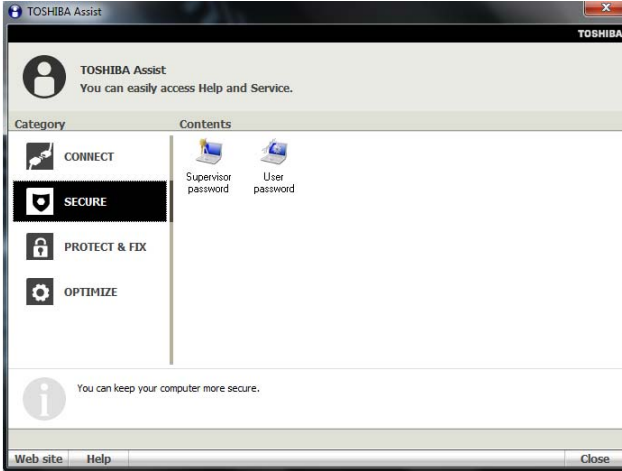 TOSHIBA Assist
TOSHIBA
TOSHIBA Assist
You can easily access Help and Service.
Category
Contents
CONNECT
SECURE
PROTECT & FIX
OPTIMIZE
Supervisor
password
User
password
You can keep your computer more secure.
Web site
Help
Close